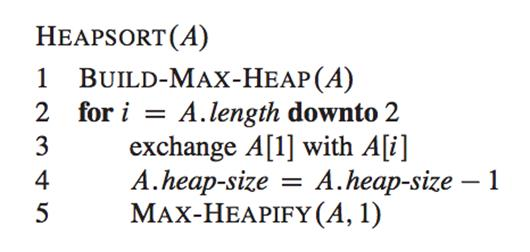 HEAPSORT(A)
1 BUILD-MAX-HEAP(A)
2 for i = A.length downto 2
3 exchange A[1] with A[i]
4 A.heap-size = A.heap-size − 1
5 MAX-HEAPIFY(A, 1)